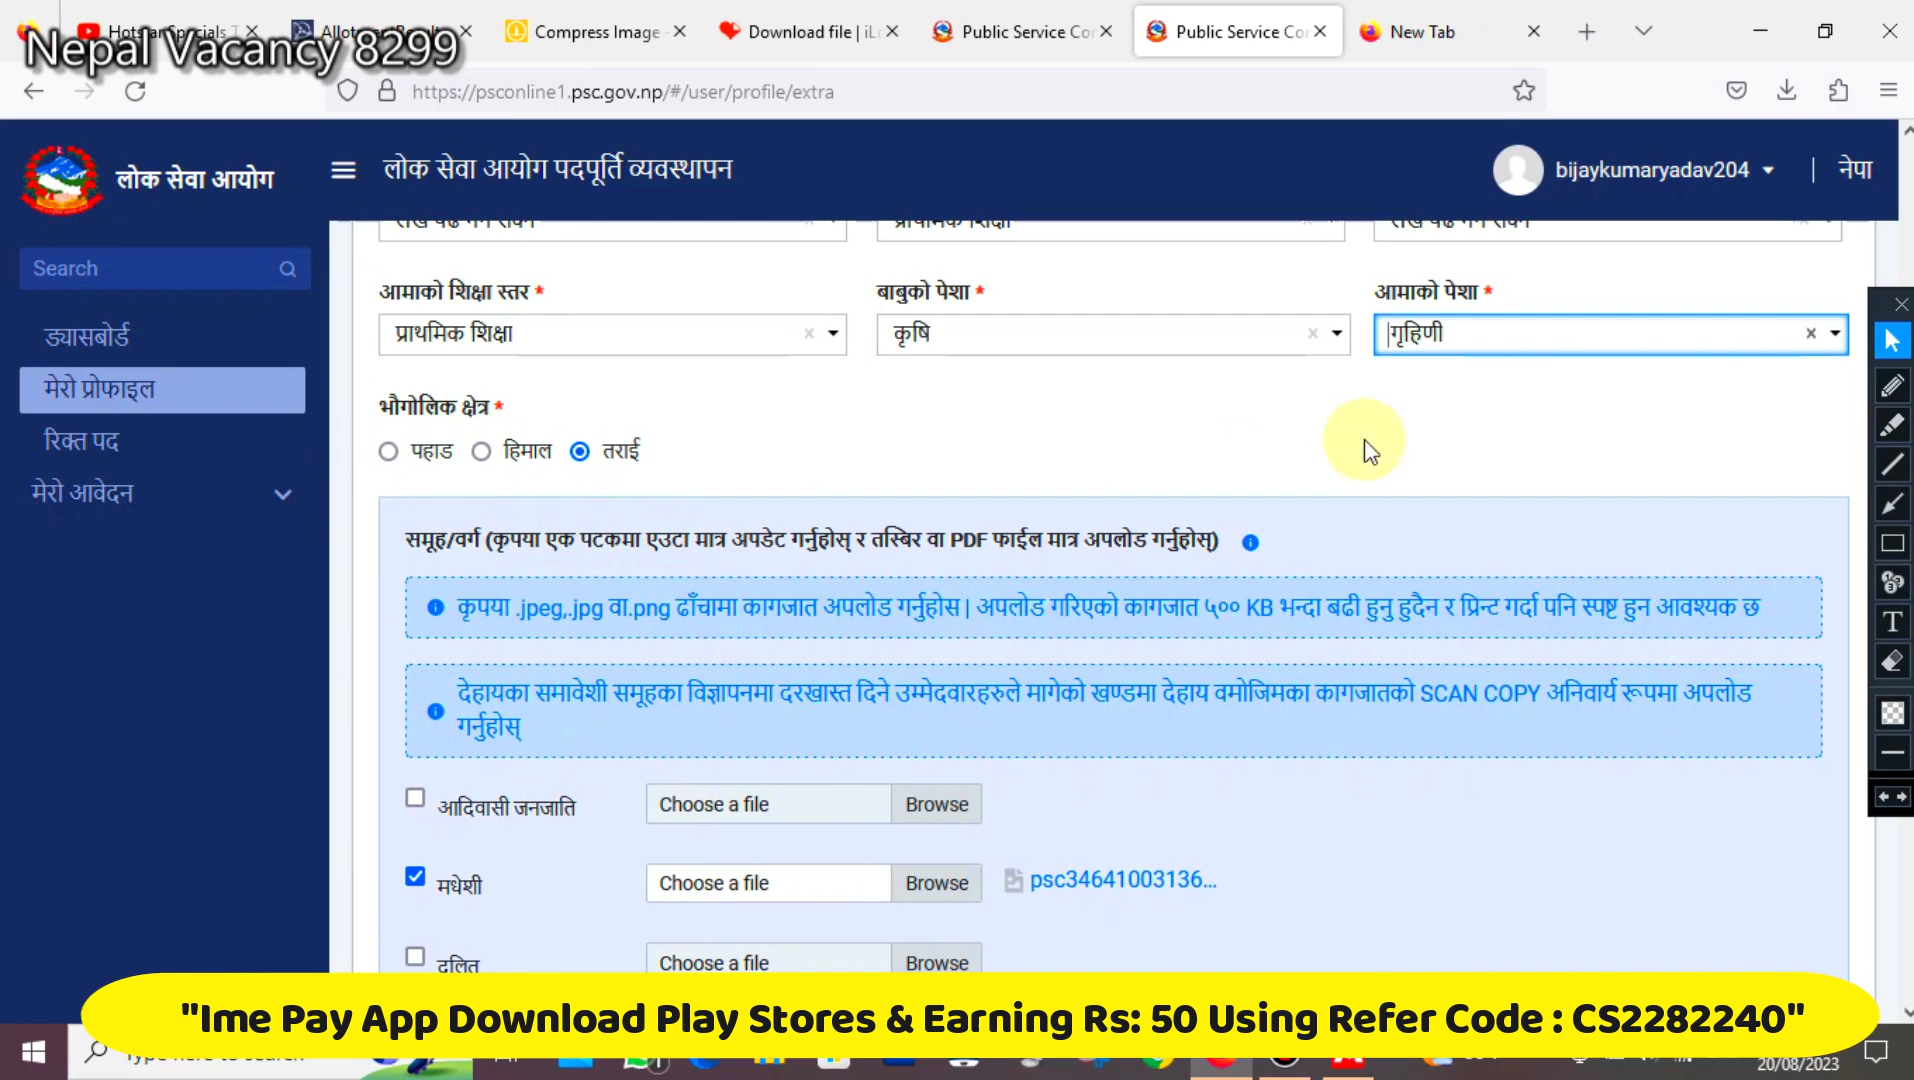 Nepal Vacancy 8299
Compress Image
Download file | iLo
Public Service Cor
Public Service Cor
New Tab
https://psconline1.psc.gov.np/#/user/profile/extra
लोक सेवा आयोग
लोक सेवा आयोग पदपूर्ति व्यवस्थापन
bijaykumaryadav204
नेपा
Search
ड्यासबोर्ड
मेरो प्रोफाइल
रिक्त पद
मेरो आवेदन
आमाको शिक्षा स्तर *
बाबुको पेशा *
आमाको पेशा *
प्राथमिक शिक्षा
कृषि
गृहिणी
भौगोलिक क्षेत्र *
पहाड हिमाल तराई
समूह/वर्ग (कृपया एक पटकमा एउटा मात्र अपडेट गर्नुहोस् र तस्बिर वा PDF फाईल मात्र अपलोड गर्नुहोस्)
कृपया .jpeg,.jpg वा.png ढाँचामा कागजात अपलोड गर्नुहोस | अपलोड गरिएको कागजात ५०० KB भन्दा बढी हुनु हुदैन र प्रिन्ट गर्दा पनि स्पष्ट हुन आवश्यक छ
देहायका समावेशी समूहका विज्ञापनमा दरखास्त दिने उम्मेदवारहरुले मागेको खण्डमा देहाय वमोजिमका कागजातको SCAN COPY अनिवार्य रूपमा अपलोड
गर्नुहोस्
आदिवासी जनजाति Choose a file Browse
मधेशी Choose a file Browse psc34641003136...
दलित Choose a file Browse
"Ime Pay App Download Play Stores & Earning Rs: 50 Using Refer Code : CS2282240"
20/08/2023